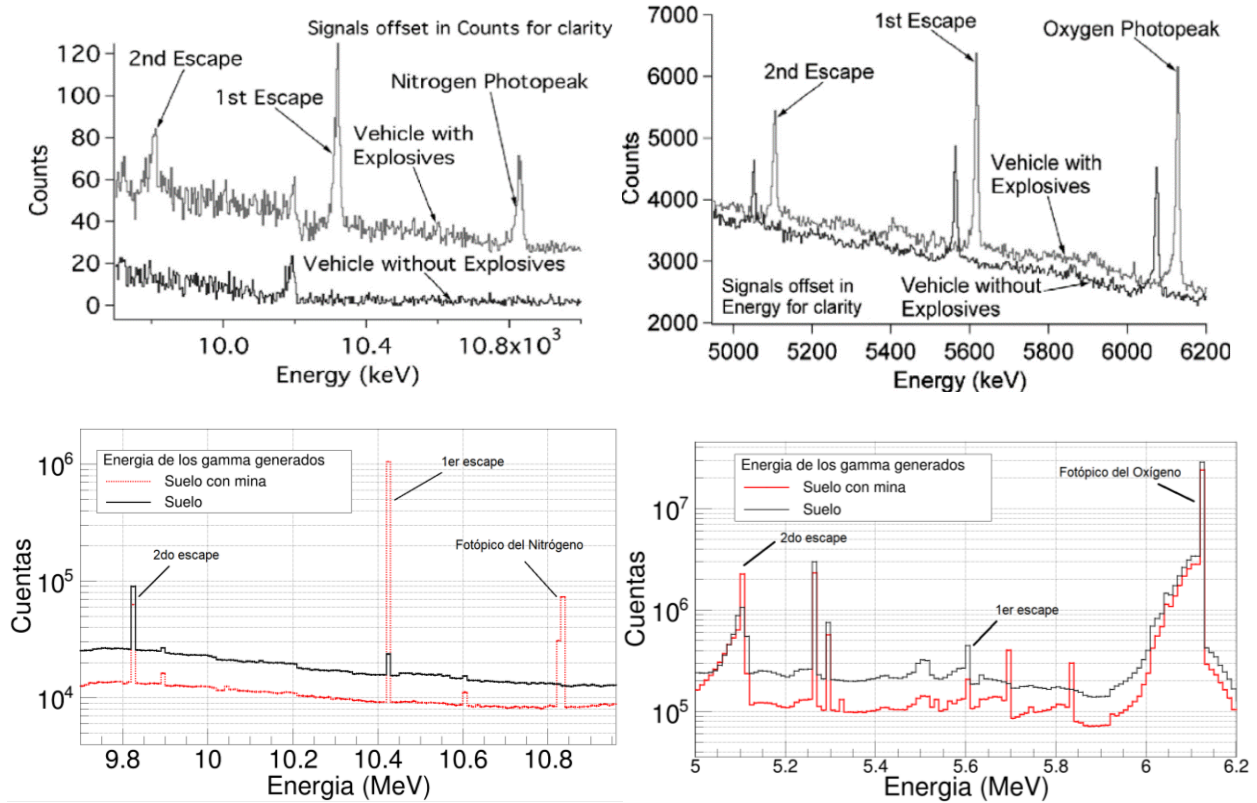 Signals offset in Counts for clarity
120
100
80
60
40
20
0
Counts
2nd Escape
1st Escape
Nitrogen Photopeak
Vehicle with
Explosives
Vehicle without Explosives
10.0
10.4
10.8x10³
Energy (keV)
7000
6000
5000
4000
3000
2000
Counts
1st Escape
Oxygen Photopeak
2nd Escape
Vehicle with
Explosives
Signals offset in
Energy for clarity
Vehicle without
Explosives
5000
5200
5400
5600
5800
6000
6200
Energy (keV)
10⁶
10⁵
10⁴
Cuentas
Energia de los gamma generados
Suelo con mina
Suelo
1er escape
2do escape
Fotópico del Nitrógeno
9.8
10
10.2
10.4
10.6
10.8
Energia (MeV)
10⁷
10⁶
10⁵
Cuentas
Energia de los gamma generados
Suelo con mina
Suelo
Fotópico del Oxígeno
2do escape
1er escape
5
5.2
5.4
5.6
5.8
6
6.2
Energia (MeV)